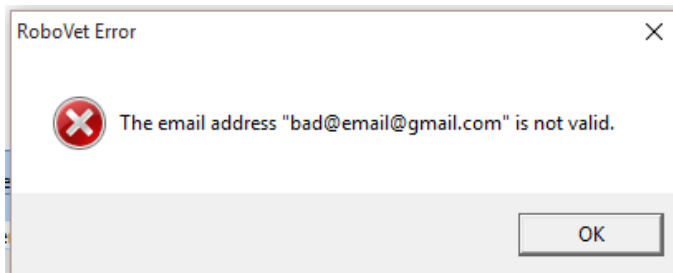 RoboVet Error
The email address "bad@email@gmail.com" is not valid.
OK